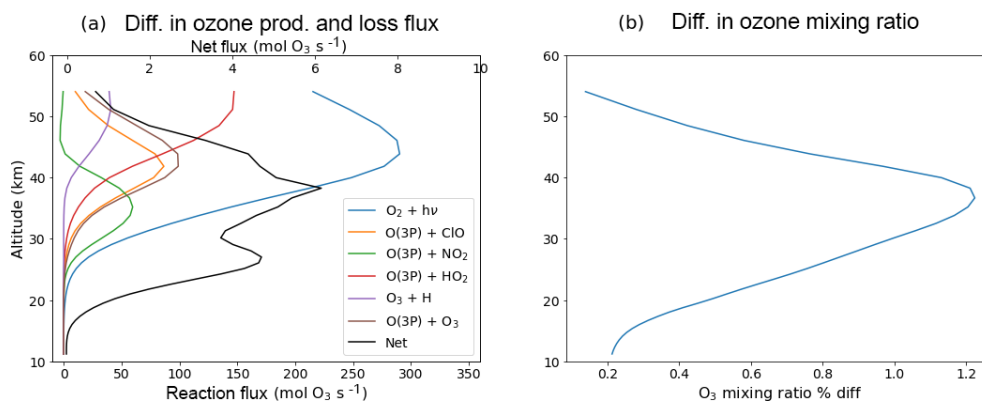 (a) Diff. in ozone prod. and loss flux
Net flux (mol O₃ s ⁻¹)
0 2 4 6 8 10
60
50
40
30
20
10
Altitude (km)
O₂ + hν
O(3P) + ClO
O(3P) + NO₂
O(3P) + HO₂
O₃ + H
O(3P) + O₃
Net
0 50 100 150 200 250 300 350
Reaction flux (mol O₃ s⁻¹)
(b) Diff. in ozone mixing ratio
60
50
40
30
20
10
0.2 0.4 0.6 0.8 1.0 1.2
O₃ mixing ratio % diff